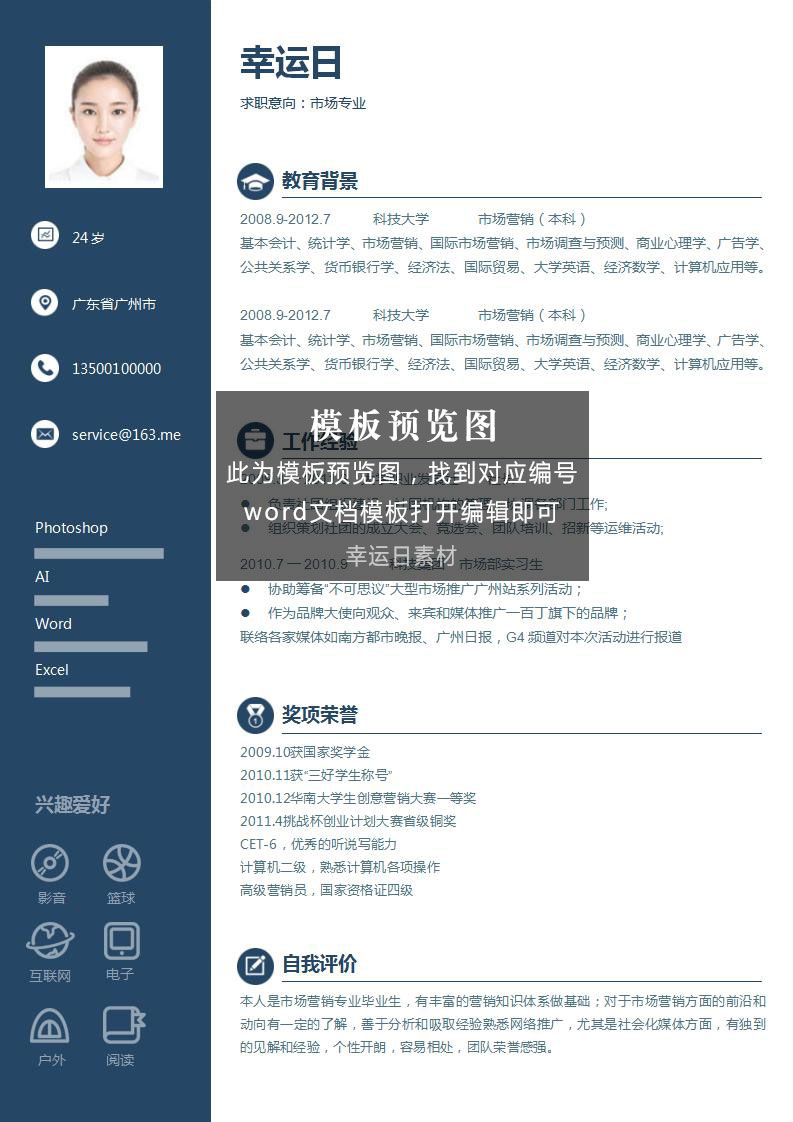 幸运日
求职意向：市场专业
24岁
广东省广州市
13500100000
service@163.me
Photoshop
AI
Word
Excel
兴趣爱好
影音 篮球
互联网 电子
户外 阅读
教育背景
2008.9-2012.7 科技大学 市场营销（本科）
基本会计、统计学、市场营销、国际市场营销、市场调查与预测、商业心理学、广告学、
公共关系学、货币银行学、经济法、国际贸易、大学英语、经济数学、计算机应用等。
2008.9-2012.7 科技大学 市场营销（本科）
基本会计、统计学、市场营销、国际市场营销、市场调查与预测、商业心理学、广告学、
公共关系学、货币银行学、经济法、国际贸易、大学英语、经济数学、计算机应用等。
工作经验
模板预览图
此为模板预览图，找到对应编号
word文档模板打开编辑即可
幸运日素材
部门工作;
组织策划社团的成立大会、竞选会、团队培训、招新等运维活动;
2010.7 — 2010.9 科技集团 市场部实习生
● 协助筹备“不可思议”大型市场推广广州站系列活动；
● 作为品牌大使向观众、来宾和媒体推广一百丁旗下的品牌；
联络各家媒体如南方都市晚报、广州日报，G4 频道对本次活动进行报道
奖项荣誉
2009.10获国家奖学金
2010.11获“三好学生称号”
2010.12华南大学生创意营销大赛一等奖
2011.4挑战杯创业计划大赛省级铜奖
CET-6，优秀的听说写能力
计算机二级，熟悉计算机各项操作
高级营销员，国家资格证四级
自我评价
本人是市场营销专业毕业生，有丰富的营销知识体系做基础；对于市场营销方面的前沿和
动向有一定的了解，善于分析和吸取经验熟悉网络推广，尤其是社会化媒体方面，有独到
的见解和经验，个性开朗，容易相处，团队荣誉感强。